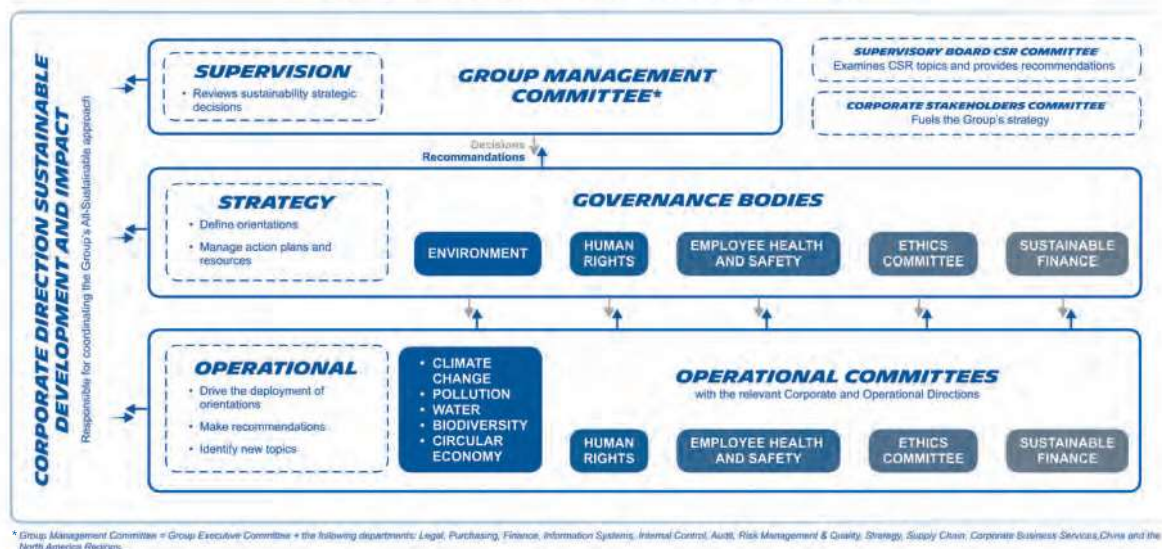 CORPORATE DIRECTION SUSTAINABLE
DEVELOPMENT AND IMPACT
Responsible for coordinating the Group's All-Sustainable approach
SUPERVISION
• Reviews sustainability strategic
decisions
GROUP MANAGEMENT
COMMITTEE*
SUPERVISORY BOARD CSR COMMITTEE
Examines CSR topics and provides recommendations
CORPORATE STAKEHOLDERS COMMITTEE
Fuels the Group's strategy
Decisions
Recommandations
STRATEGY
• Define orientations
• Manage action plans and
resources
GOVERNANCE BODIES
ENVIRONMENT
HUMAN
RIGHTS
EMPLOYEE HEALTH
AND SAFETY
ETHICS
COMMITTEE
SUSTAINABLE
FINANCE
OPERATIONAL
• Drive the deployment of
orientations
• Make recommendations
• Identify new topics
• CLIMATE
CHANGE
• POLLUTION
• WATER
• BIODIVERSITY
• CIRCULAR
ECONOMY
OPERATIONAL COMMITTEES
with the relevant Corporate and Operational Directions
HUMAN
RIGHTS
EMPLOYEE HEALTH
AND SAFETY
ETHICS
COMMITTEE
SUSTAINABLE
FINANCE
* Group Management Committee = Group Executive Committee + the following departments: Legal, Purchasing, Finance, Information Systems, Internal Control, Audit, Risk Management & Quality, Strategy, Supply Chain, Corporate Business Services,China and the
North America Regions.